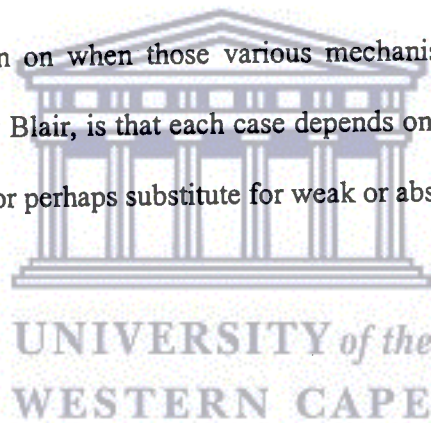 n on when those various mechanis
Blair, is that each case depends on
or perhaps substitute for weak or abs
UNIVERSITY of the
WESTERN CAPE